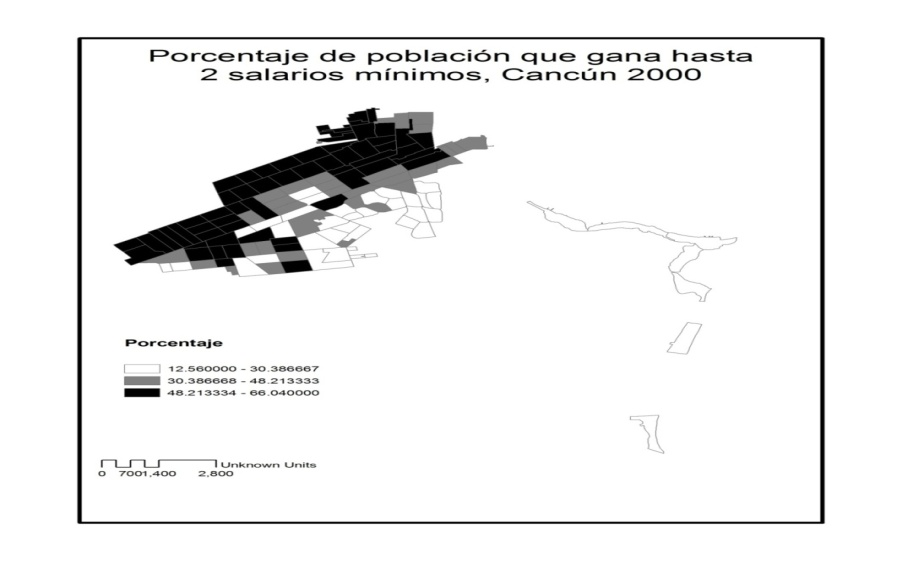 Porcentaje de población que gana hasta
2 salarios mínimos, Cancún 2000
Porcentaje
12.560000 - 30.386667
30.386668 - 48.213333
48.213334 - 66.040000
Unknown Units
0 7001,400 2,800